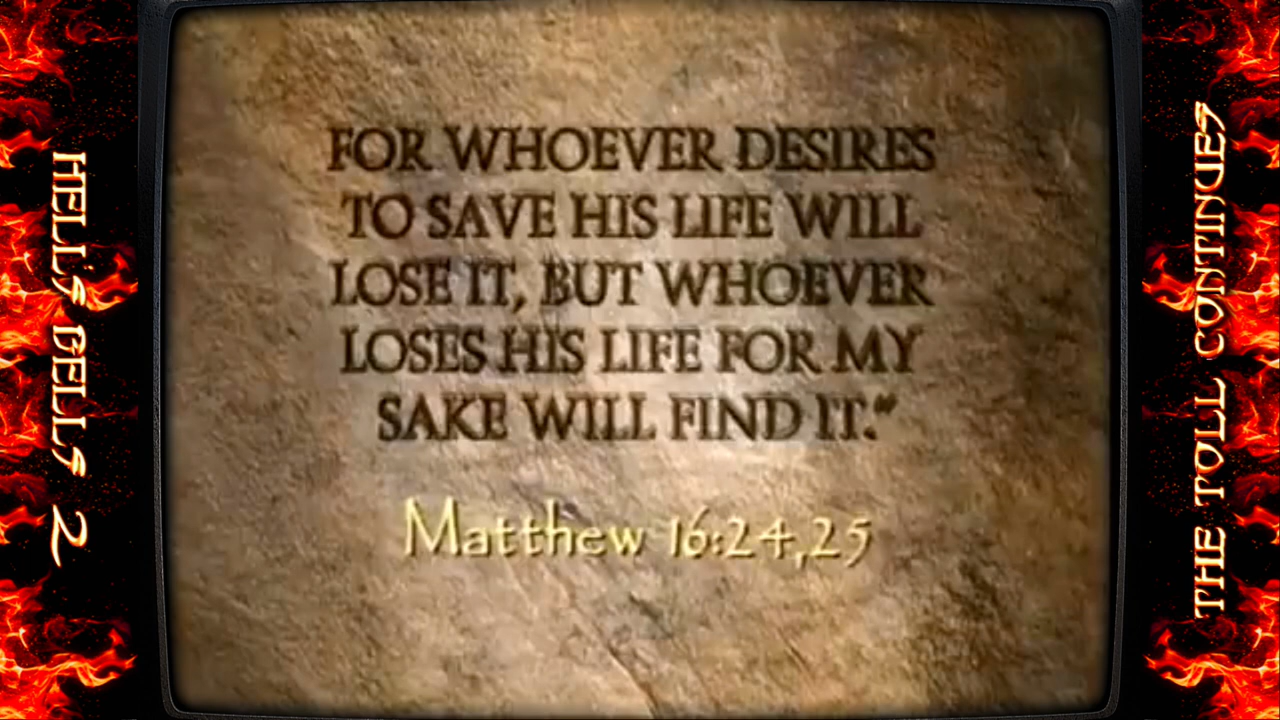 HELL'S BELLS 2
FOR WHOEVER DESIRES
TO SAVE HIS LIFE WILL
LOSE IT, BUT WHOEVER
LOSES HIS LIFE FOR MY
SAKE WILL FIND IT."
Matthew 16:24,25
THE TOLL CONTINUES